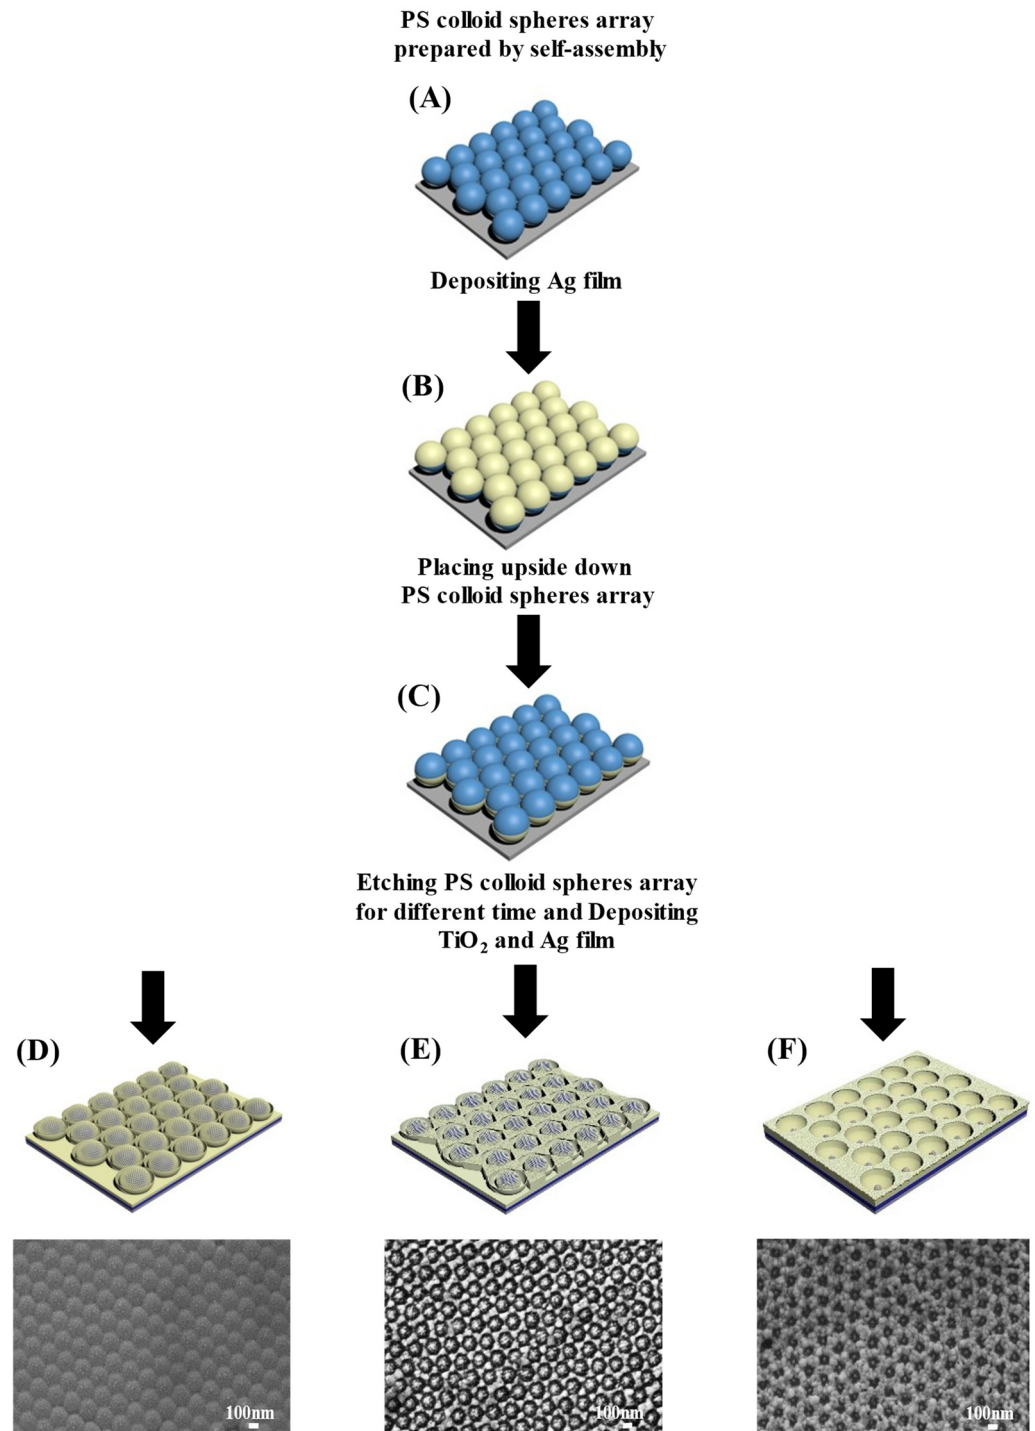 PS colloid spheres array
prepared by self-assembly
(A)
Depositing Ag film
(B)
Placing upside down
PS colloid spheres array
(C)
Etching PS colloid spheres array
for different time and Depositing
TiO₂ and Ag film
(D)
(E)
(F)
100nm
100nm
100nm